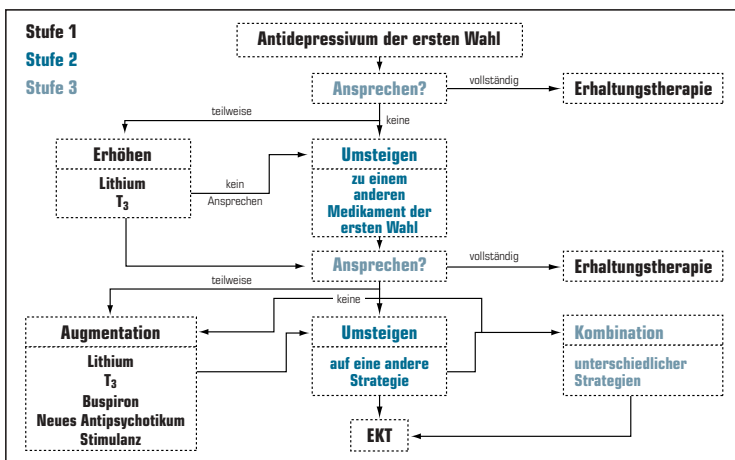 Stufe 1
Stufe 2
Stufe 3
Antidepressivum der ersten Wahl
Ansprechen?
vollständig
Erhaltungstherapie
teilweise
keine
Erhöhen
Lithium
T3
kein
Ansprechen
Umsteigen
zu einem
anderen
Medikament der
ersten Wahl
Ansprechen?
vollständig
Erhaltungstherapie
teilweise
keine
Augmentation
Lithium
T3
Buspiron
Neues Antipsychotikum
Stimulanz
Umsteigen
auf eine andere
Strategie
Kombination
unterschiedlicher
Strategien
EKT